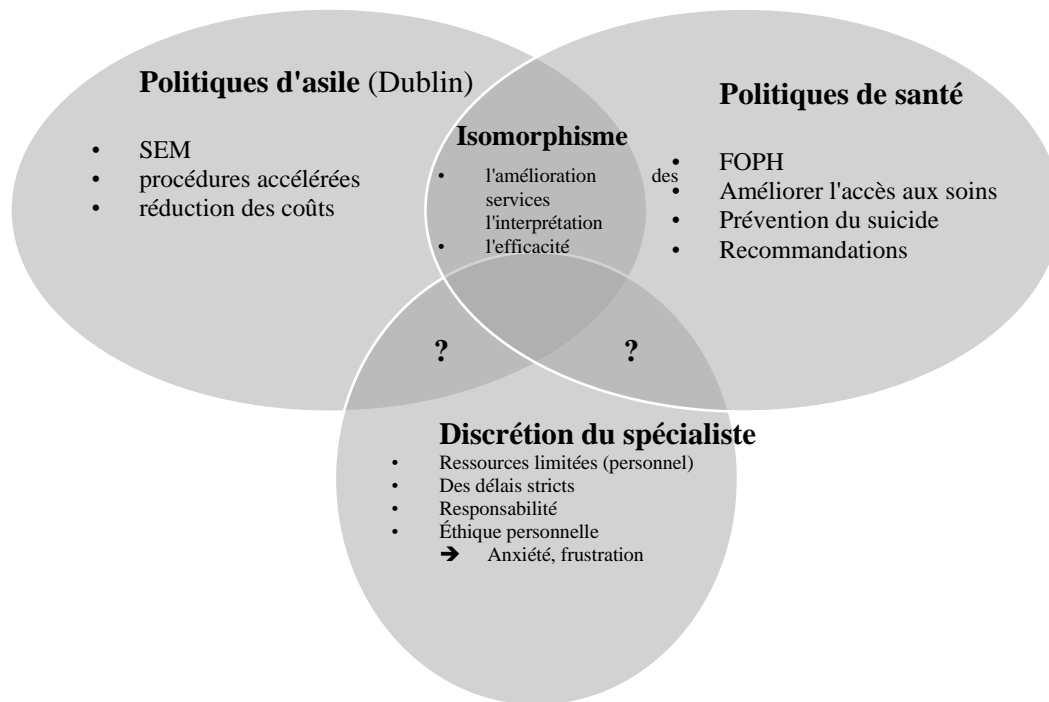 Politiques d'asile (Dublin)
• SEM
• procédures accélérées
• réduction des coûts
Isomorphisme
• l'amélioration des
services
l'interprétation
• l'efficacité
Politiques de santé
• FOPH
• Améliorer l'accès aux soins
• Prévention du suicide
• Recommandations
?
?
Discrétion du spécialiste
• Ressources limitées (personnel)
• Des délais stricts
• Responsabilité
• Éthique personnelle
➔ Anxiété, frustration